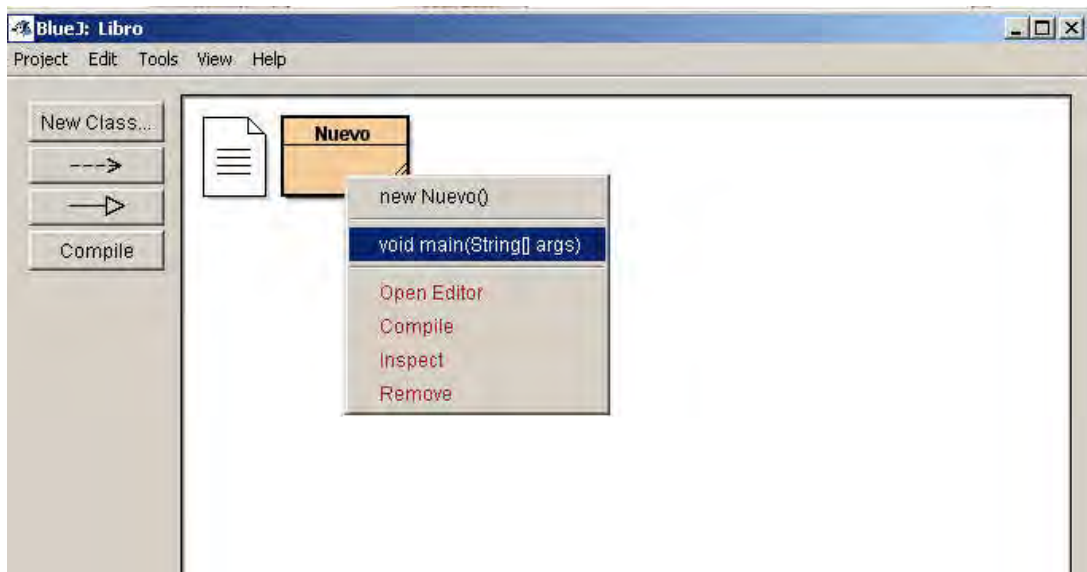 BlueJ: Libro
Project Edit Tools View Help
New Class...
Compile
Nuevo
new Nuevo()
void main(String[] args)
Open Editor
Compile
Inspect
Remove